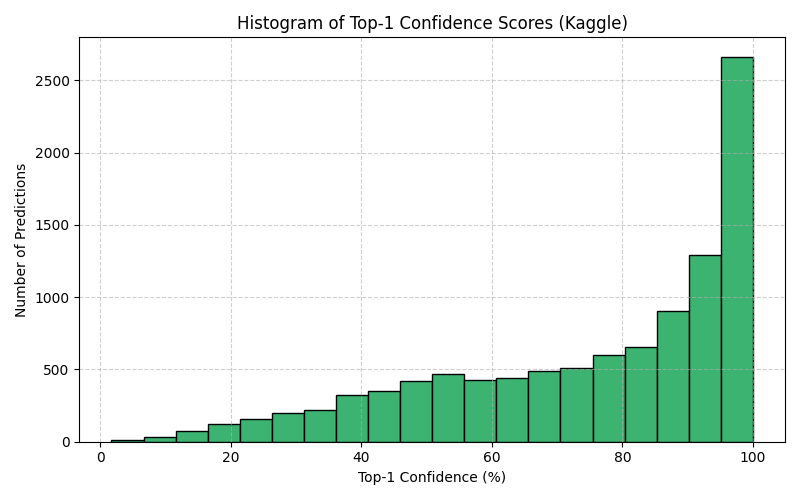 Histogram of Top-1 Confidence Scores (Kaggle)
Number of Predictions
2500
2000
1500
1000
500
0
0 20 40 60 80 100
Top-1 Confidence (%)